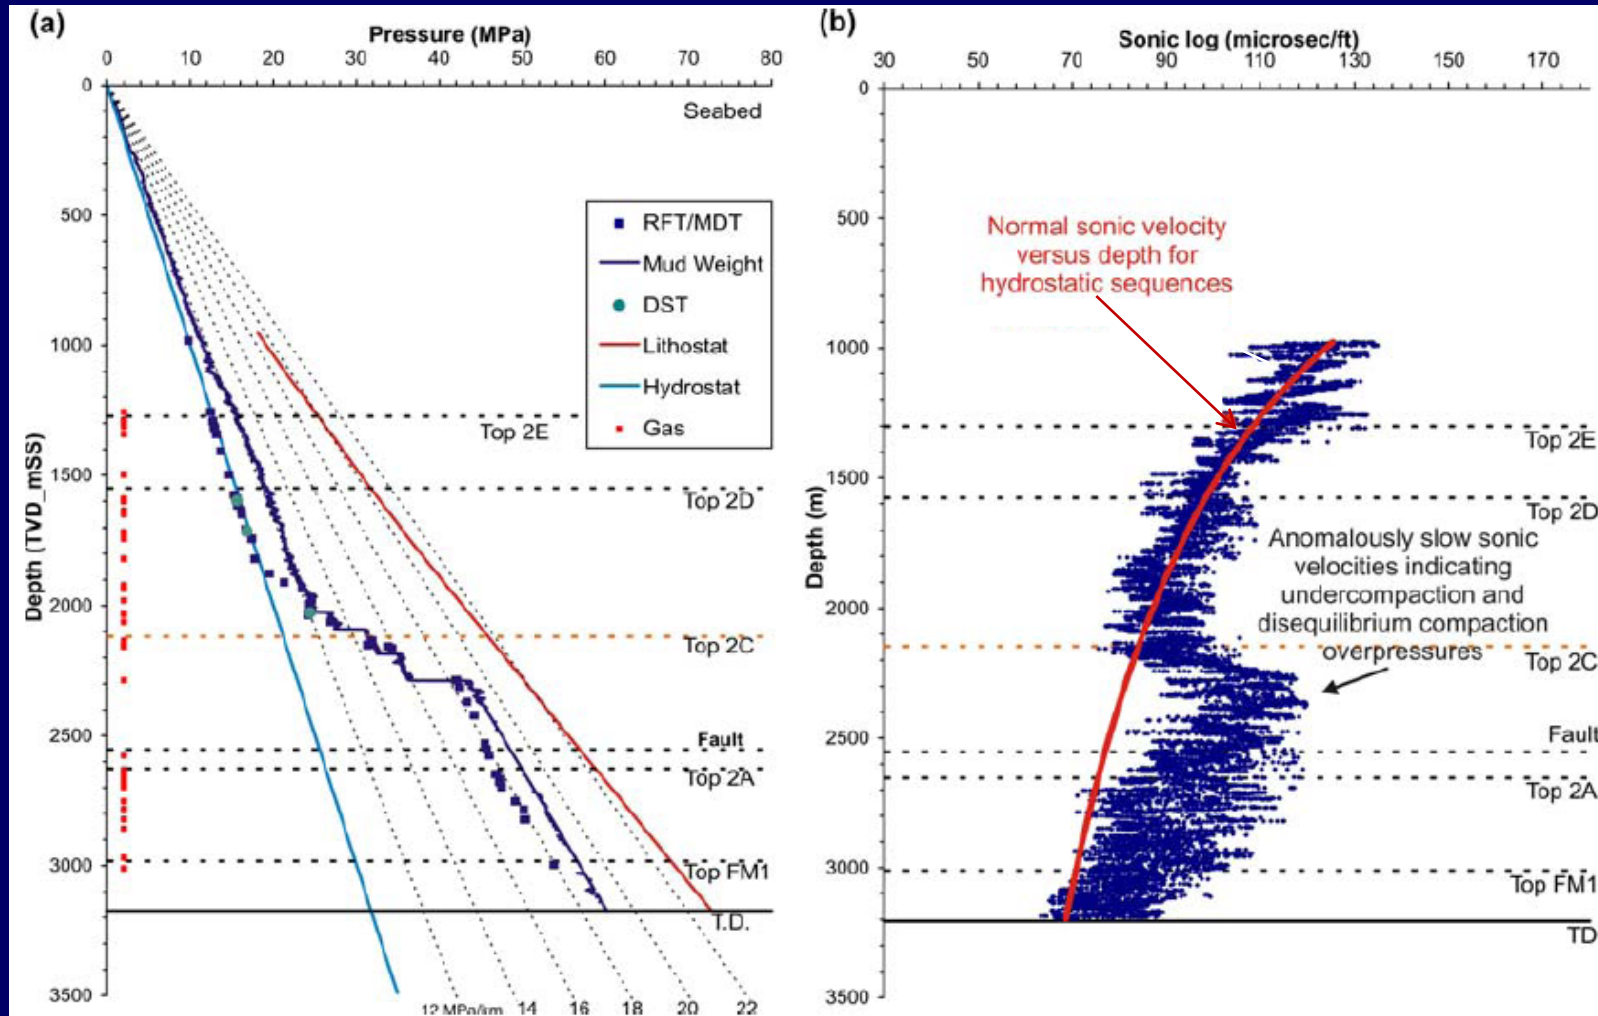 (a)
Pressure (MPa)
0 10 20 30 40 50 60 70 80
0
500
1000
1500
2000
2500
3000
3500
Depth (TVD_mSS)
Seabed
RFT/MDT
Mud Weight
DST
Lithostat
Hydrostat
Gas
Top 2E
Top 2D
Top 2C
Fault
Top 2A
Top FM1
T.D.
12 MPa/km 14 16 18 20 22
(b)
Sonic log (microsec/ft)
30 50 70 90 110 130 150 170
0
500
1000
1500
2000
2500
3000
3500
Depth (m)
Normal sonic velocity
versus depth for
hydrostatic sequences
Top 2E
Top 2D
Anomalously slow sonic
velocities indicating
undercompaction and
disequilibrium compaction
overpressures
Top 2C
Fault
Top 2A
Top FM1
TD